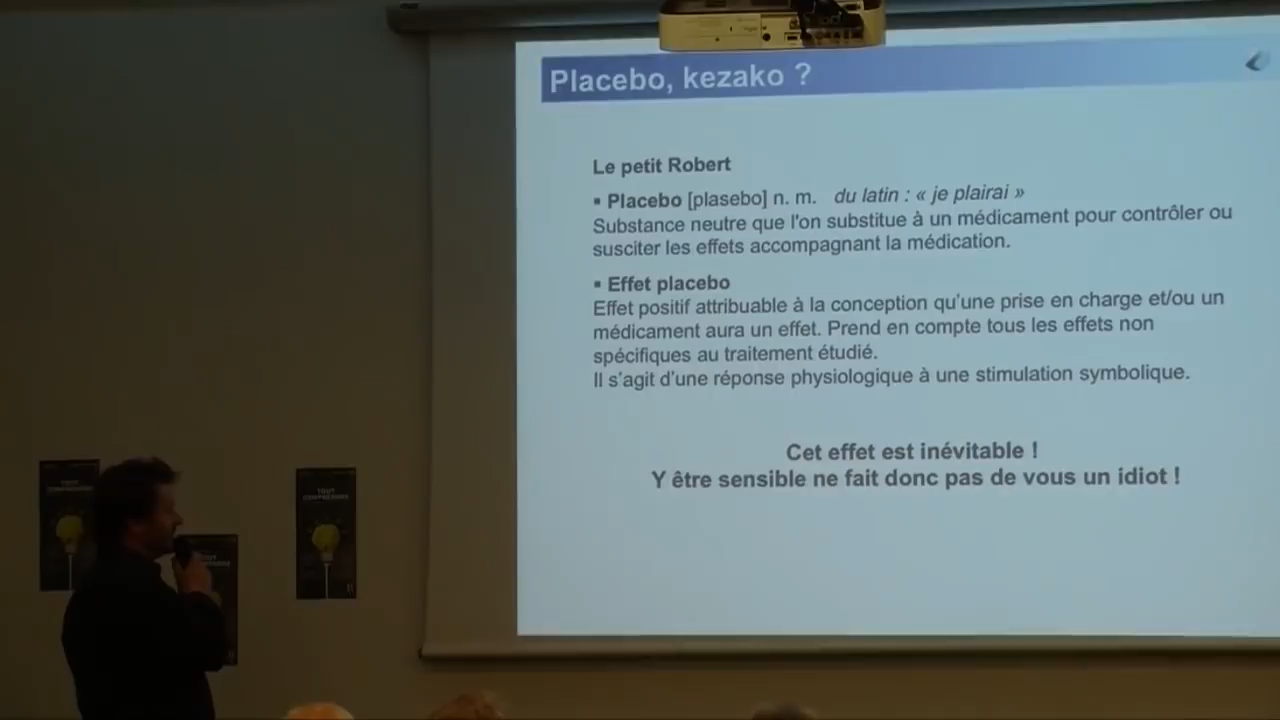 Placebo, kezako ?
Le petit Robert
▪ Placebo [plasebo] n. m. du latin : « je plairai »
Substance neutre que l'on substitue à un médicament pour contrôler ou
susciter les effets accompagnant la médication.
▪ Effet placebo
Effet positif attribuable à la conception qu'une prise en charge et/ou un
médicament aura un effet. Prend en compte tous les effets non
spécifiques au traitement étudié.
Il s'agit d'une réponse physiologique à une stimulation symbolique.
Cet effet est inévitable !
Y être sensible ne fait donc pas de vous un idiot !
TOUT
COMPRENDRE